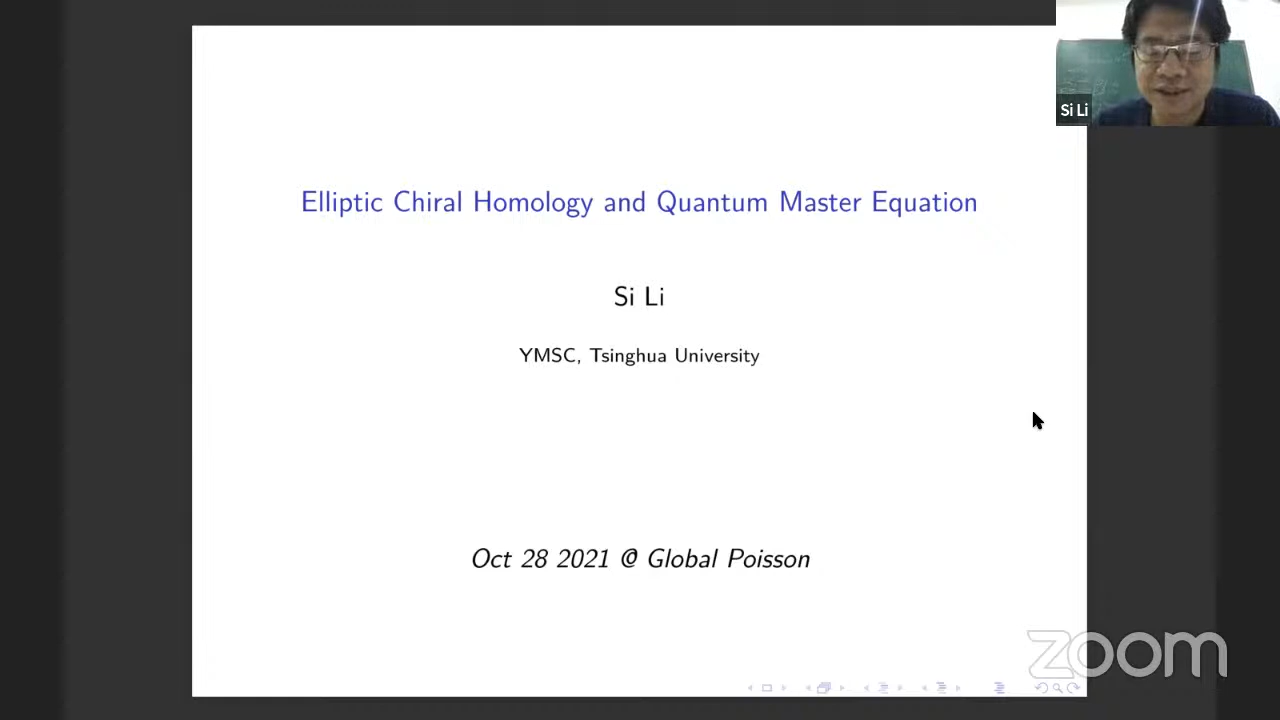 Si Li
Elliptic Chiral Homology and Quantum Master Equation
Si Li
YMSC, Tsinghua University
Oct 28 2021 @ Global Poisson
zoom